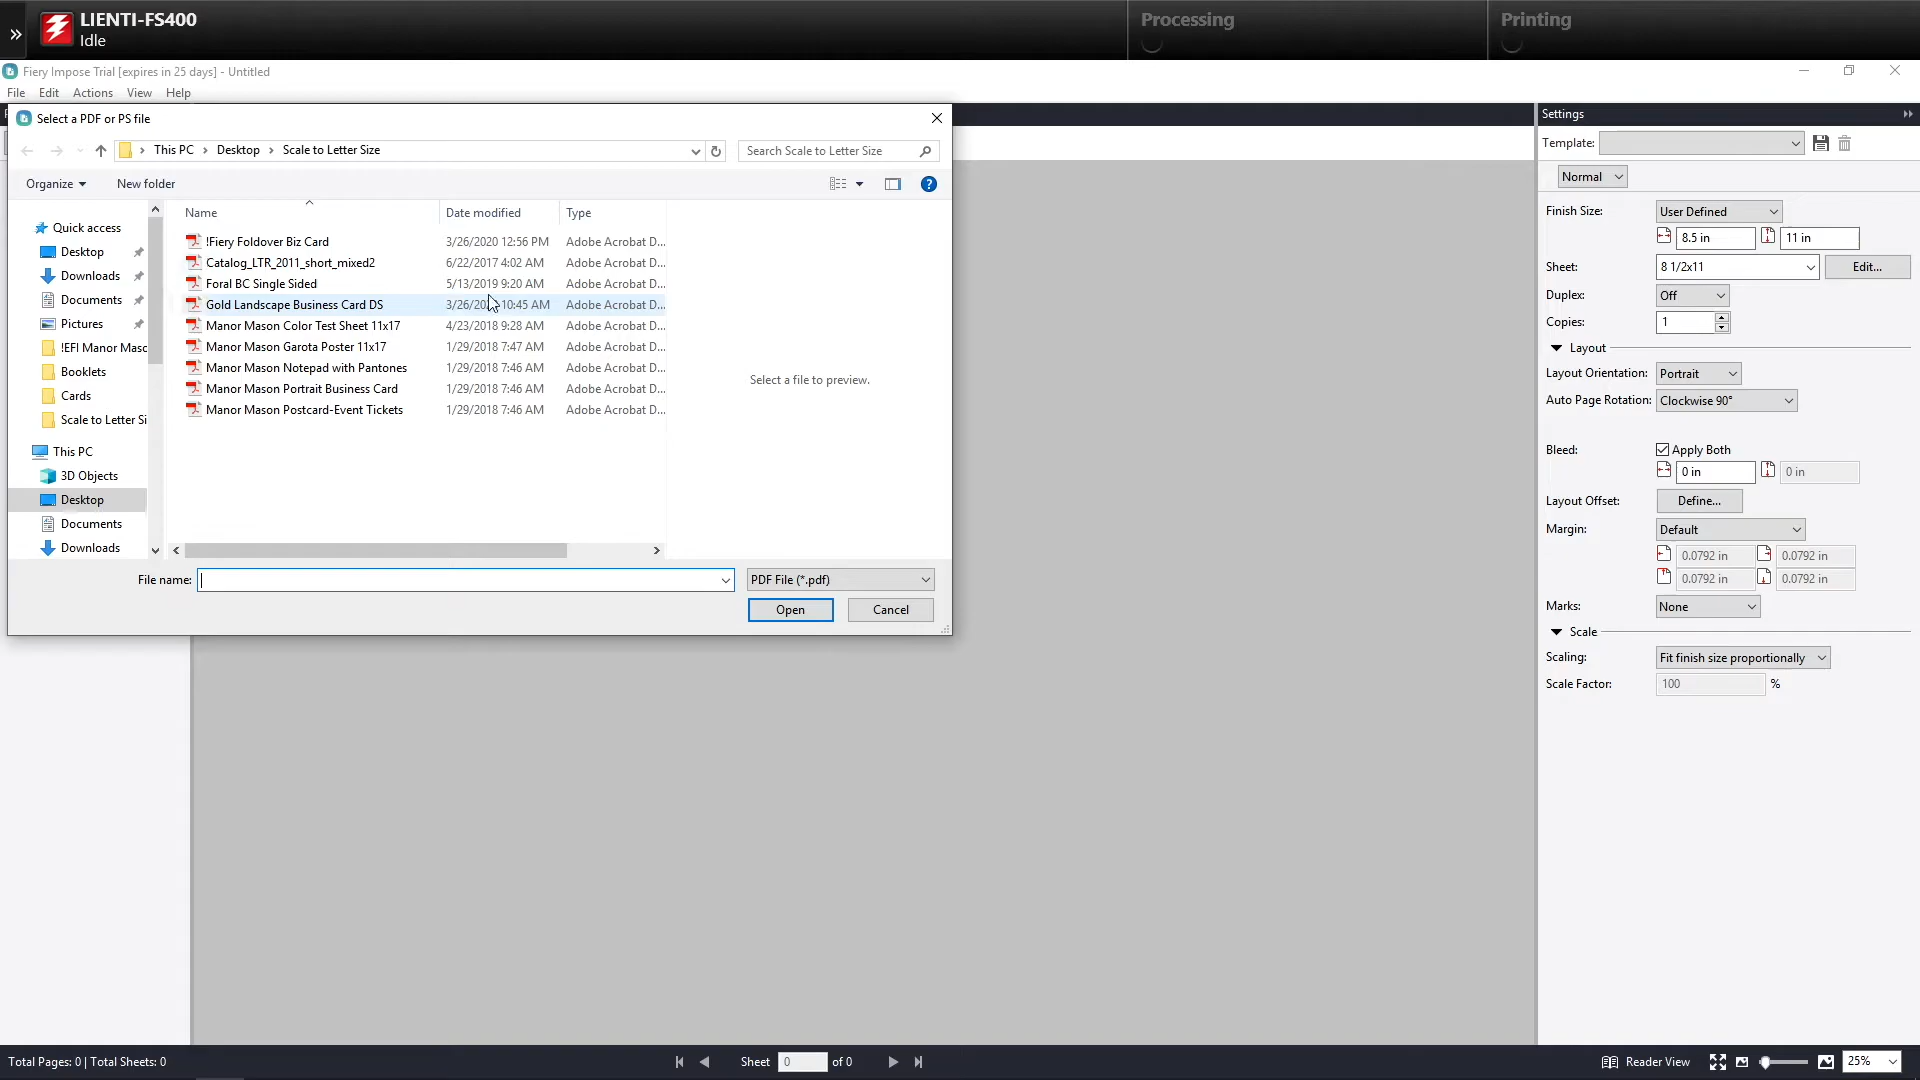 LIENTI-FS400
Idle
Processing
Printing
Fiery Impose Trial [expires in 25 days] - Untitled
File Edit Actions View Help
Select a PDF or PS file
This PC > Desktop > Scale to Letter Size
Search Scale to Letter Size
Organize New folder
Name Date modified Type
!Fiery Foldover Biz Card 3/26/2020 12:56 PM Adobe Acrobat D...
Catalog_LTR_2011_short_mixed2 6/22/2017 4:02 AM Adobe Acrobat D...
Foral BC Single Sided 5/13/2019 9:20 AM Adobe Acrobat D...
Gold Landscape Business Card DS 3/26/20 10:45 AM Adobe Acrobat D...
Manor Mason Color Test Sheet 11x17 4/23/2018 9:28 AM Adobe Acrobat D...
Manor Mason Garota Poster 11x17 1/29/2018 7:47 AM Adobe Acrobat D...
Manor Mason Notepad with Pantones 1/29/2018 7:46 AM Adobe Acrobat D...
Manor Mason Portrait Business Card 1/29/2018 7:46 AM Adobe Acrobat D...
Manor Mason Postcard-Event Tickets 1/29/2018 7:46 AM Adobe Acrobat D...
Quick access
Desktop
Downloads
Documents
Pictures
!EFI Manor Masc
Booklets
Cards
Scale to Letter Si
This PC
3D Objects
Desktop
Documents
Downloads
Select a file to preview.
File name:
PDF File (*.pdf)
Open Cancel
Settings
Template:
Normal
Finish Size: User Defined
8.5 in 11 in
Sheet: 8 1/2x11 Edit...
Duplex: Off
Copies: 1
Layout
Layout Orientation: Portrait
Auto Page Rotation: Clockwise 90°
Bleed: Apply Both
0 in 0 in
Layout Offset: Define...
Margin: Default
0.0792 in 0.0792 in
0.0792 in 0.0792 in
Marks: None
Scale
Scaling: Fit finish size proportionally
Scale Factor: 100 %
Total Pages: 0 | Total Sheets: 0
Sheet 0 of 0
Reader View
25%